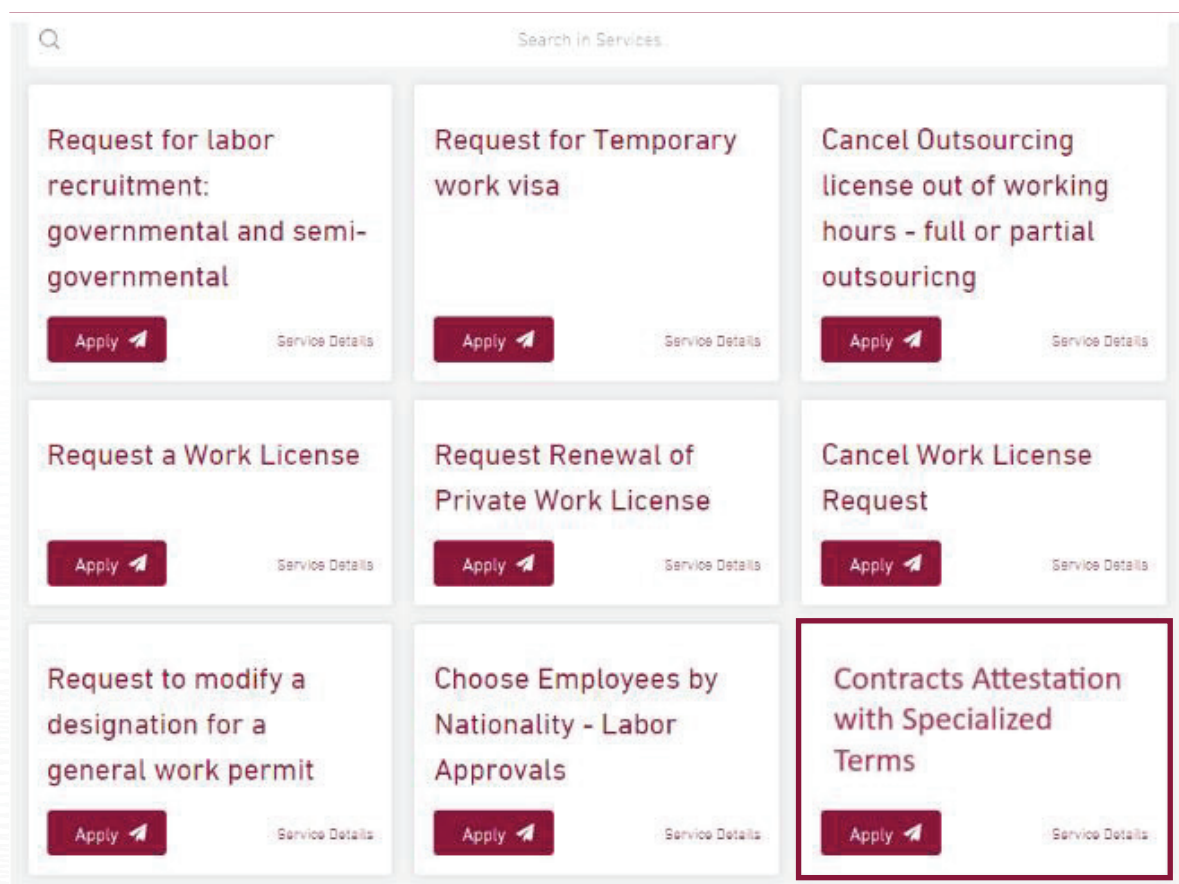 Search in Services..
Request for labor
recruitment:
governmental and semi-
governmental
Apply
Service Details
Request for Temporary
work visa
Apply
Service Details
Cancel Outsourcing
license out of working
hours - full or partial
outsouricng
Apply
Service Details
Request a Work License
Apply
Service Details
Request Renewal of
Private Work License
Apply
Service Details
Cancel Work License
Request
Apply
Service Details
Request to modify a
designation for a
general work permit
Apply
Service Details
Choose Employees by
Nationality - Labor
Approvals
Apply
Service Details
Contracts Attestation
with Specialized
Terms
Apply
Service Details